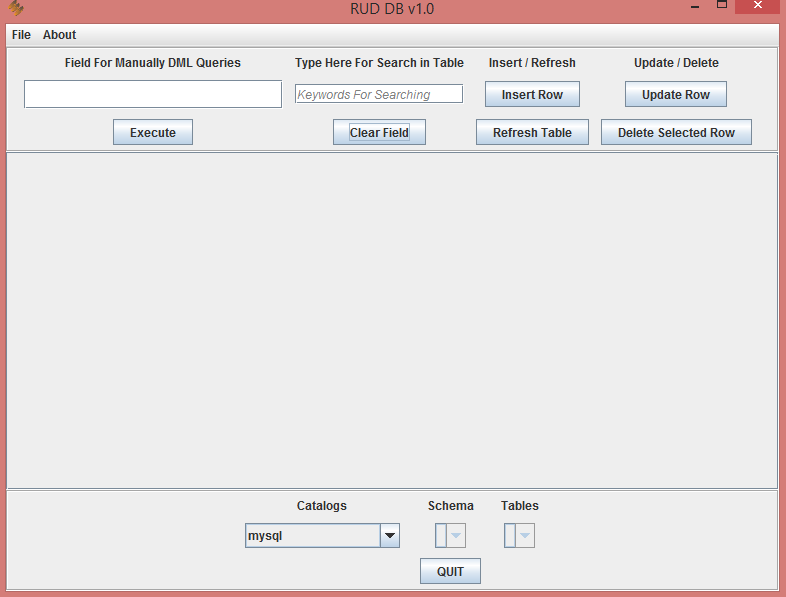 RUD DB v1.0
File About
Field For Manually DML Queries Type Here For Search in Table Insert / Refresh Update / Delete
Keywords For Searching Insert Row Update Row
Execute Clear Field Refresh Table Delete Selected Row
Catalogs Schema Tables
mysql
QUIT